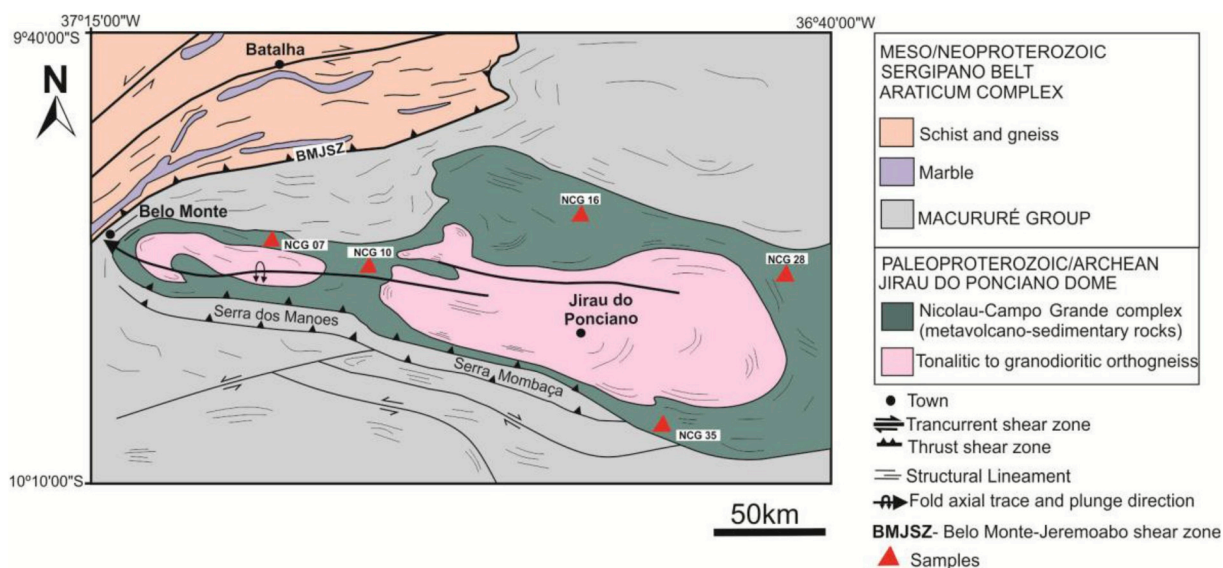 37º15'00"W
36º40'00"W
9º40'00"S
Batalha
N
BMJSZ
Belo Monte
NCG 16
NCG 07
NCG 10
NCG 28
Jirau do
Ponciano
Serra dos Manoes
Serra Mombaça
NCG 35
10º10'00"S
50km
MESO/NEOPROTEROZOIC
SERGIPANO BELT
ARATICUM COMPLEX
Schist and gneiss
Marble
MACURURÉ GROUP
PALEOPROTEROZOIC/ARCHEAN
JIRAU DO PONCIANO DOME
Nicolau-Campo Grande complex
(metavolcano-sedimentary rocks)
Tonalitic to granodioritic orthogneiss
Town
Trancurrent shear zone
Thrust shear zone
Structural Lineament
Fold axial trace and plunge direction
BMJSZ- Belo Monte-Jeremoabo shear zone
Samples